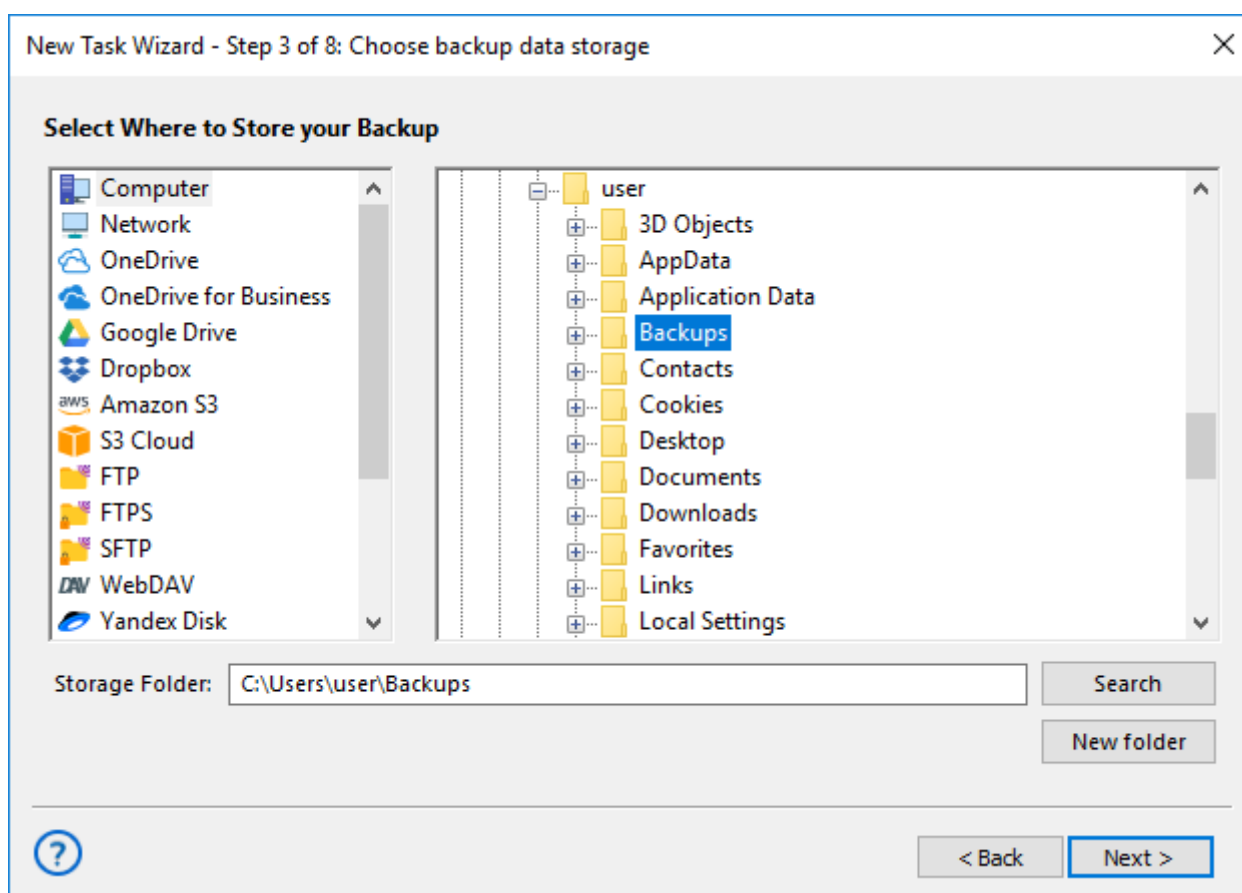 New Task Wizard - Step 3 of 8: Choose backup data storage
Select Where to Store your Backup
Computer
Network
OneDrive
OneDrive for Business
Google Drive
Dropbox
aws Amazon S3
S3 Cloud
FTP
FTPS
SFTP
DAV WebDAV
Yandex Disk
user
3D Objects
AppData
Application Data
Backups
Contacts
Cookies
Desktop
Documents
Downloads
Favorites
Links
Local Settings
Storage Folder: C:\Users\user\Backups
Search
New folder
?
< Back
Next >